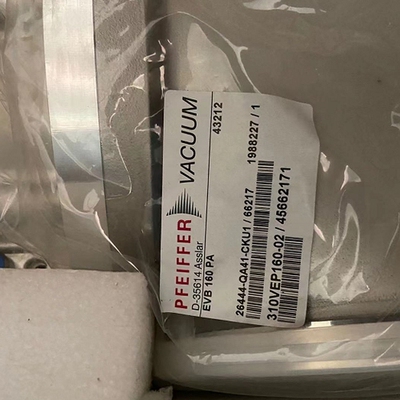 PFEIFFER VACUUM
D-35614 Asslar
EVB 160 PA
43212
26444-QA41-CKU1 / 66217
1988227 / 1
310VEP160-02 / 45662171